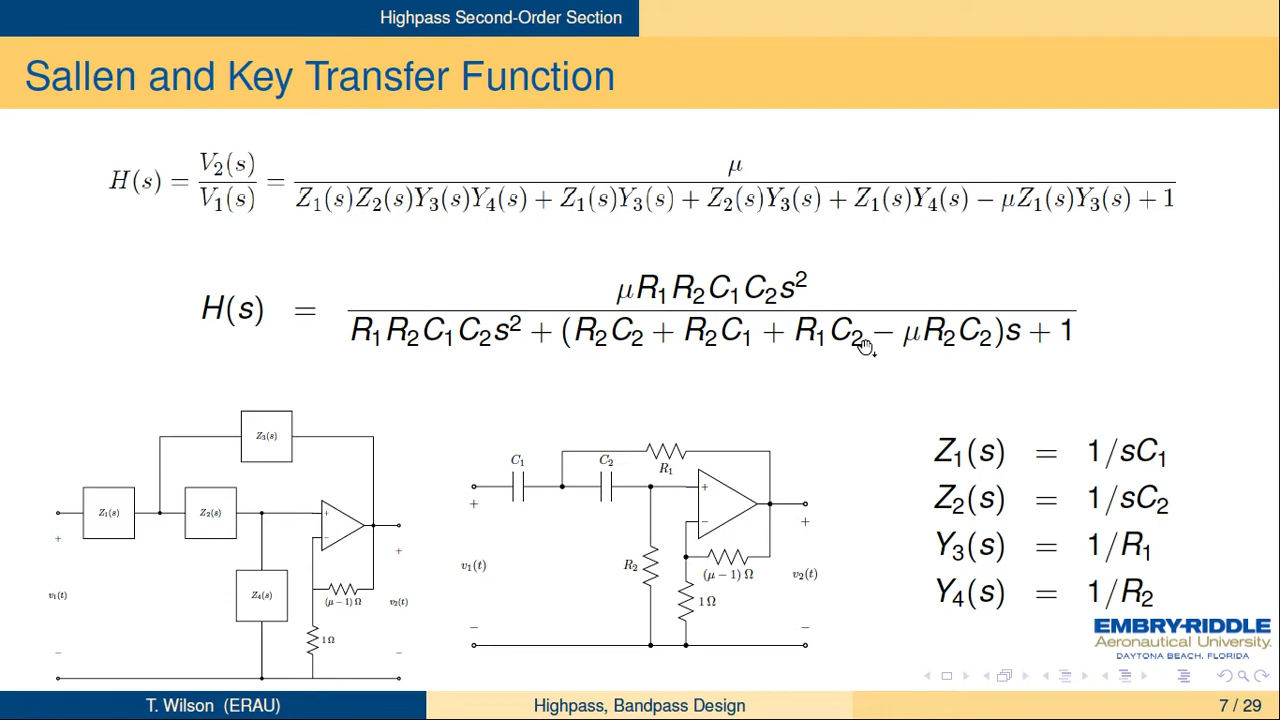 Highpass Second-Order Section
Sallen and Key Transfer Function
H(s) = V₂(s)/V₁(s) = μ / (Z₁(s)Z₂(s)Y₃(s)Y₄(s) + Z₁(s)Y₃(s) + Z₂(s)Y₃(s) + Z₁(s)Y₄(s) − μZ₁(s)Y₃(s) + 1)
H(s) = μR₁R₂C₁C₂s² / (R₁R₂C₁C₂s² + (R₂C₂ + R₂C₁ + R₁C₂ − μR₂C₂)s + 1)
Z₃(s)
Z₁(s)
Z₂(s)
+
−
+
+
Z₄(s)
(μ−1) Ω
v₁(t)
v₂(t)
1 Ω
−
−
C₁
C₂
R₁
+
−
+
+
R₂
(μ − 1) Ω
v₁(t)
v₂(t)
1 Ω
−
−
Z₁(s) = 1/sC₁
Z₂(s) = 1/sC₂
Y₃(s) = 1/R₁
Y₄(s) = 1/R₂
EMBRY-RIDDLE
Aeronautical University.
DAYTONA BEACH, FLORIDA
T. Wilson (ERAU)
Highpass, Bandpass Design
7 / 29